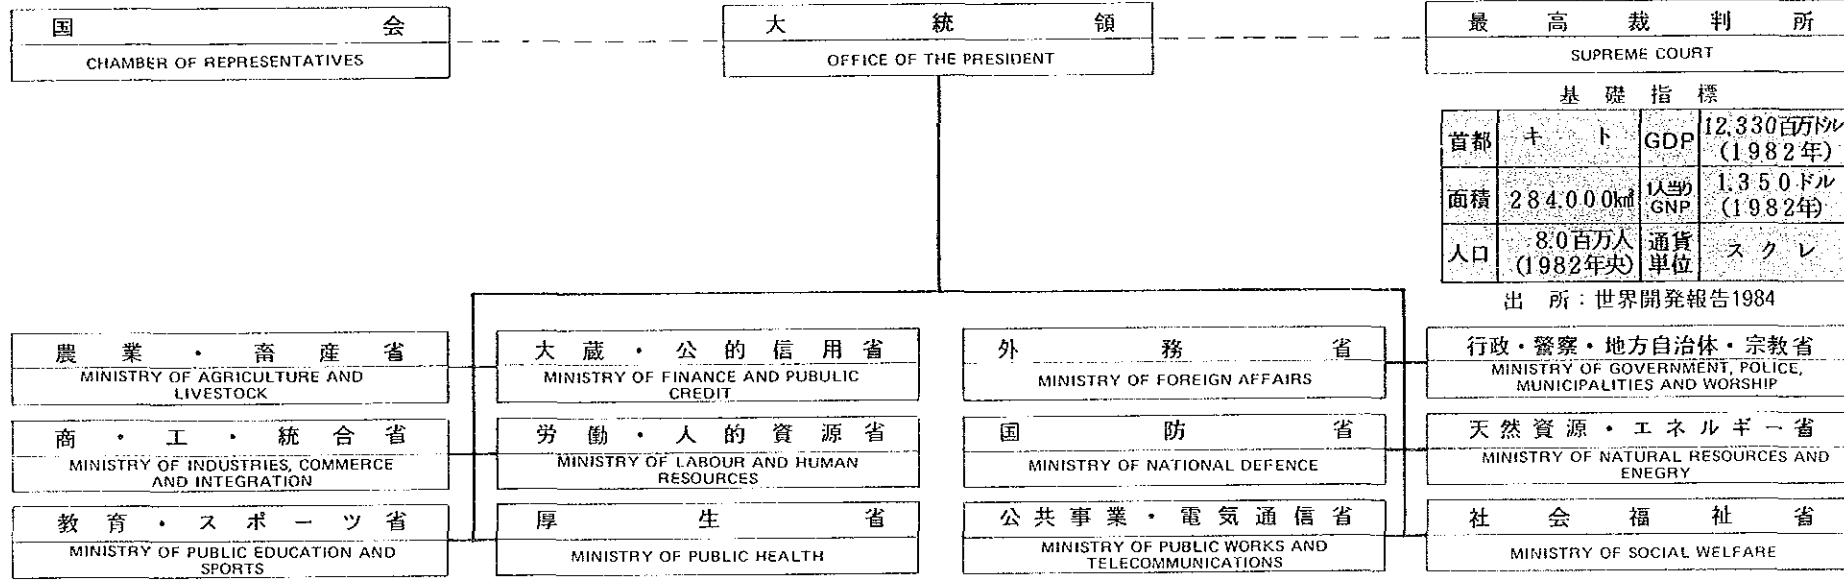 国会
CHAMBER OF REPRESENTATIVES
大統領
OFFICE OF THE PRESIDENT
最高裁判所
SUPREME COURT
基礎指標
首都 キト GDP 12,330百万ドル (1982年)
面積 284,000km² 1人当り GNP 1,350ドル (1982年)
人口 8.0百万人 (1982年央) 通貨単位 スクレ
出所:世界開発報告1984
農業・畜産省
MINISTRY OF AGRICULTURE AND
LIVESTOCK
大蔵・公的信用省
MINISTRY OF FINANCE AND PUBULIC
CREDIT
外務省
MINISTRY OF FOREIGN AFFAIRS
行政・警察・地方自治体・宗教省
MINISTRY OF GOVERNMENT, POLICE,
MUNICIPALITIES AND WORSHIP
商・工・統合省
MINISTRY OF INDUSTRIES, COMMERCE
AND INTEGRATION
労働・人的資源省
MINISTRY OF LABOUR AND HUMAN
RESOURCES
国防省
MINISTRY OF NATIONAL DEFENCE
天然資源・エネルギー省
MINISTRY OF NATURAL RESOURCES AND
ENEGRY
教育・スポーツ省
MINISTRY OF PUBLIC EDUCATION AND
SPORTS
厚生省
MINISTRY OF PUBLIC HEALTH
公共事業・電気通信省
MINISTRY OF PUBLIC WORKS AND
TELECOMMUNICATIONS
社会福祉省
MINISTRY OF SOCIAL WELFARE